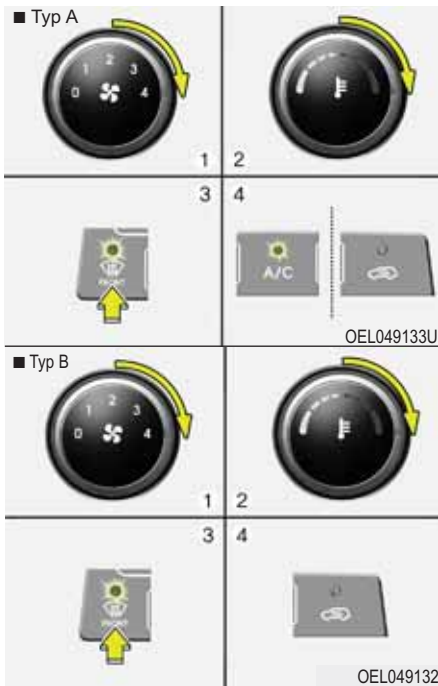 ■ Typ A
0 1 2 3 4
1 2
3 4
FRONT
A/C
OEL049133U
■ Typ B
0 1 2 3 4
1 2
3 4
FRONT
OEL049132